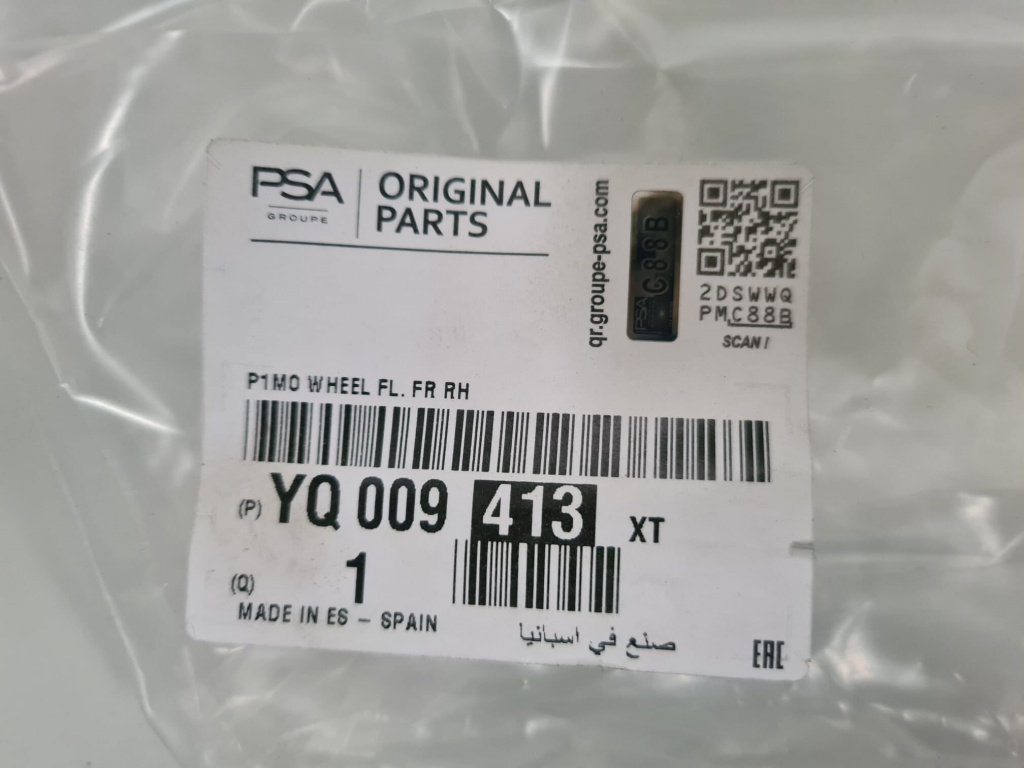 PSA
GROUPE
ORIGINAL
PARTS
qr.groupe-psa.com
PSA C88B
2DSWWQ
PMC88B
SCAN!
P1MO WHEEL FL. FR RH
(P) YQ 009 413 XT
(Q) 1
MADE IN ES - SPAIN
صنع في اسبانيا
EAC